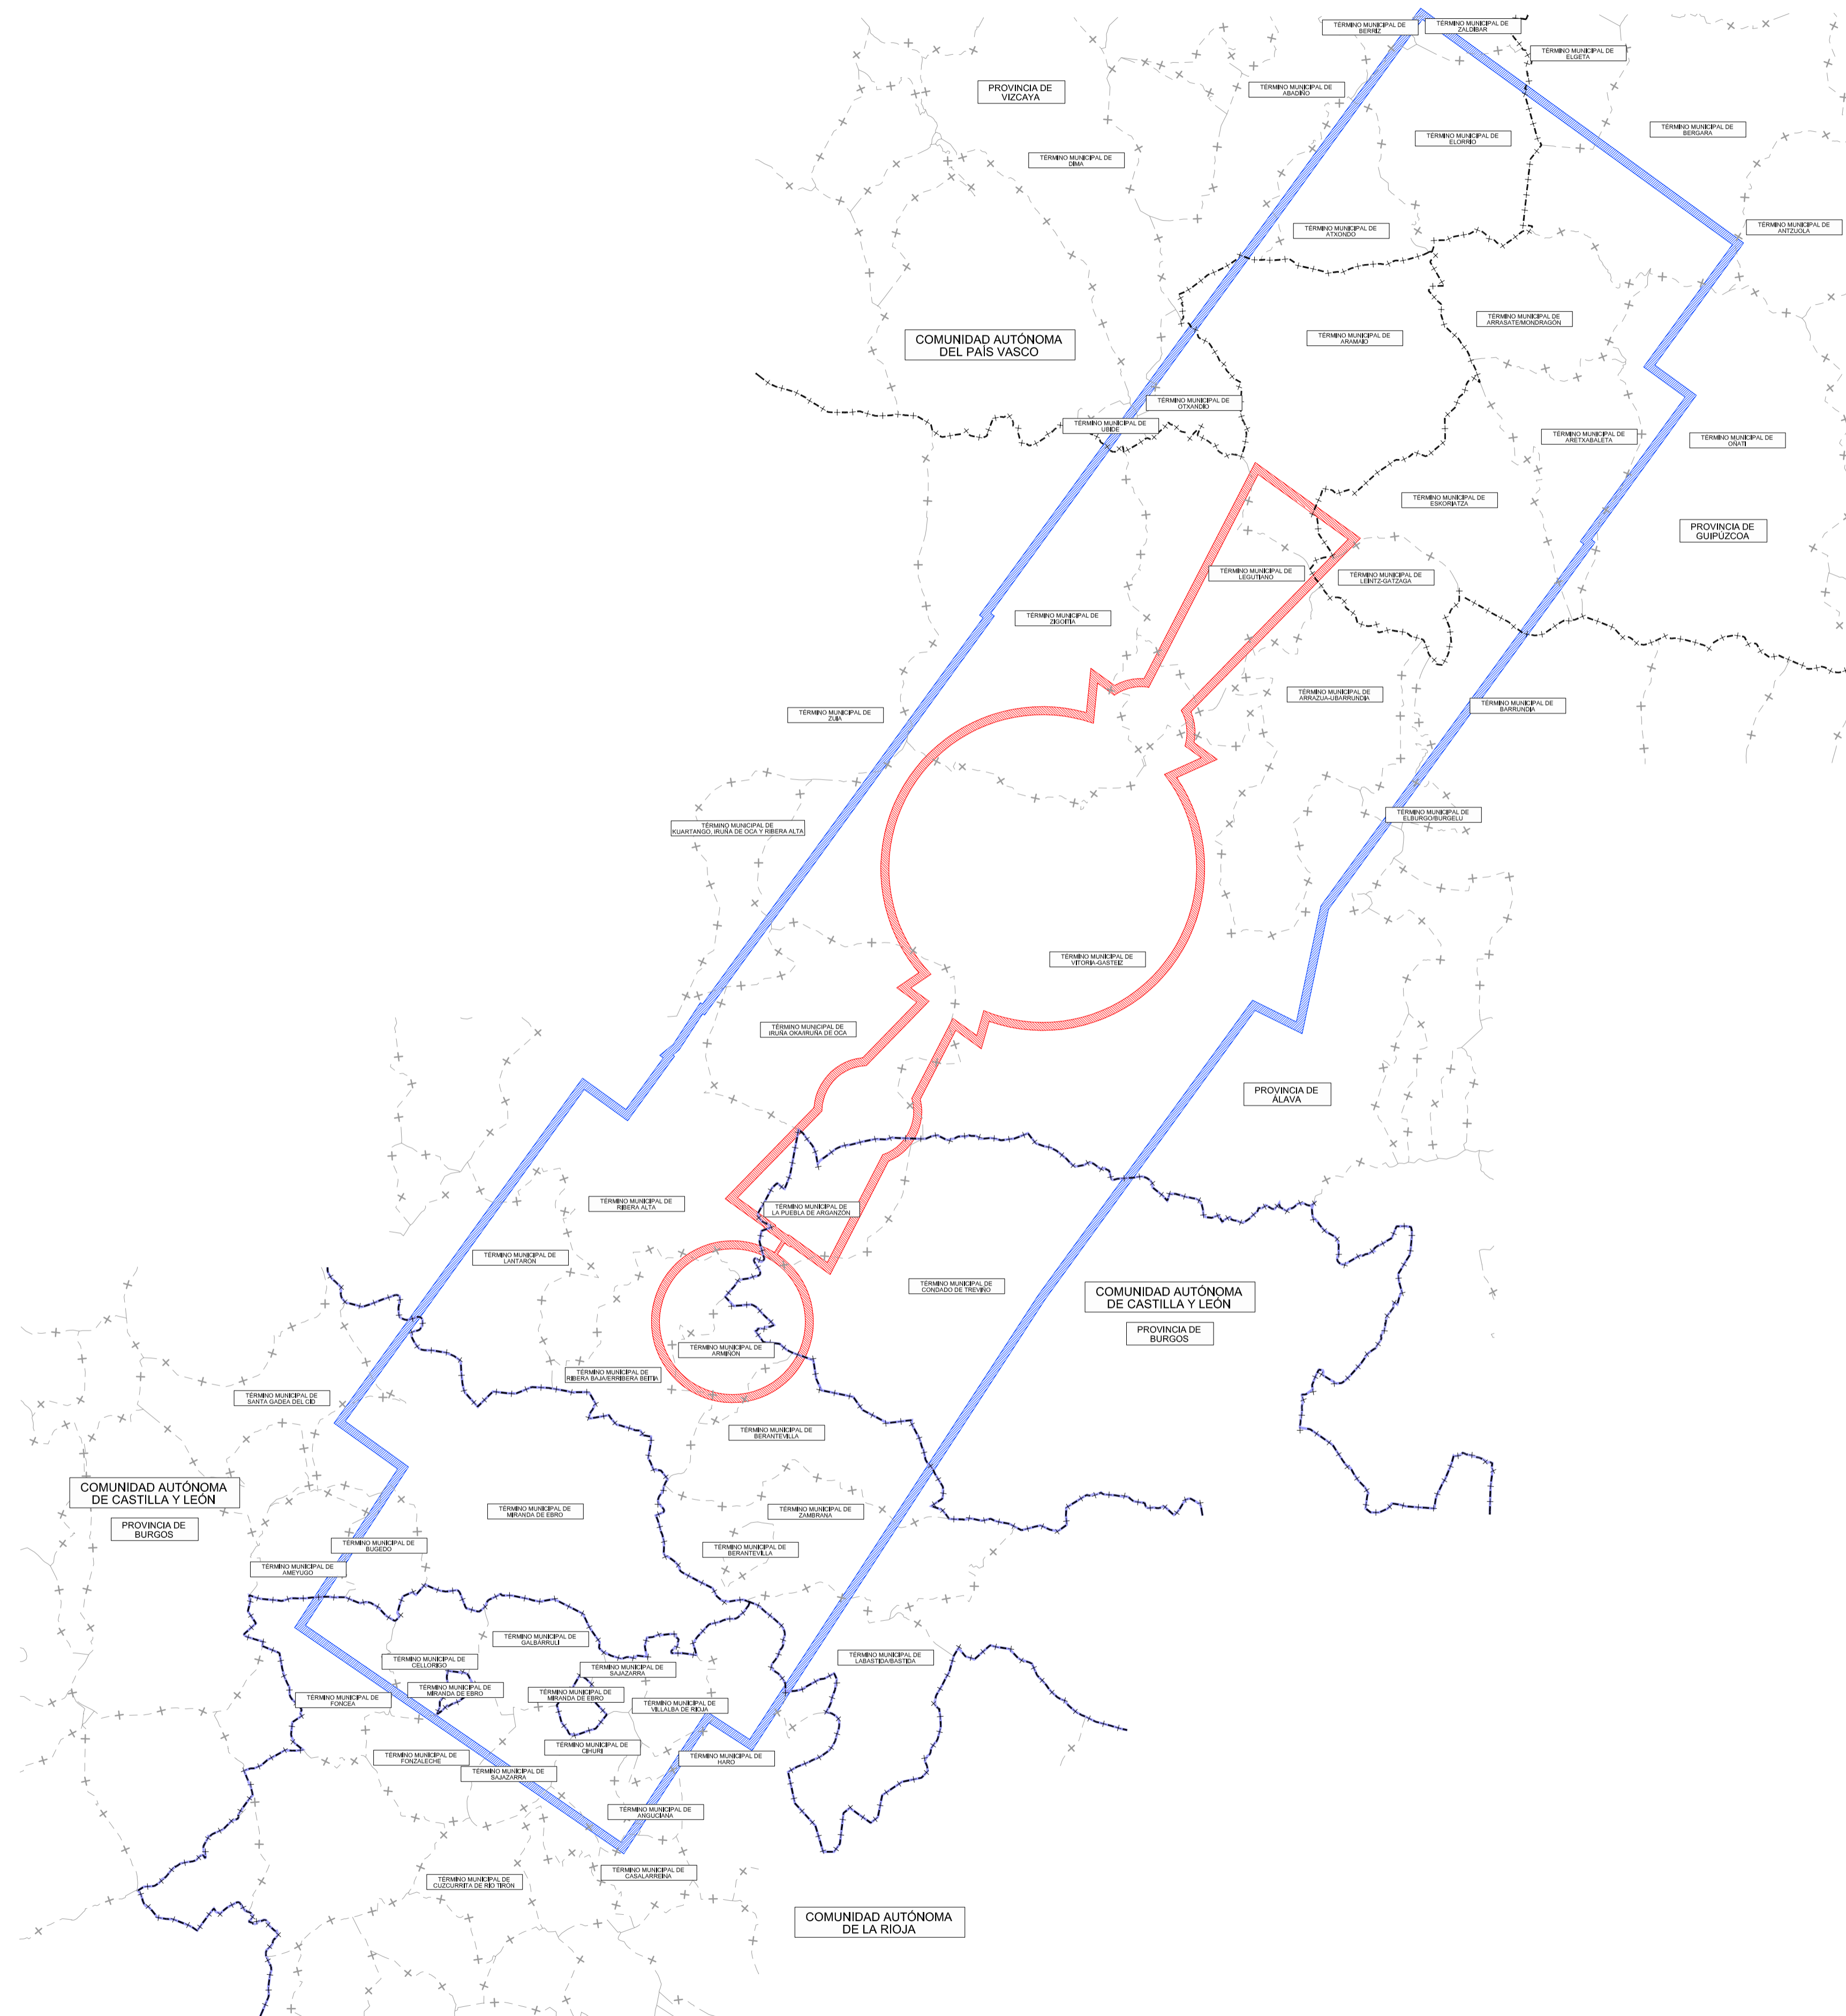 TÉRMINO MUNICIPAL DE
BERRIZ
TÉRMINO MUNICIPAL DE
ZALDIBAR
TÉRMINO MUNICIPAL DE
ELGETA
PROVINCIA DE
VIZCAYA
TÉRMINO MUNICIPAL DE
ABADIÑO
TÉRMINO MUNICIPAL DE
BERGARA
TÉRMINO MUNICIPAL DE
ELORRIO
TÉRMINO MUNICIPAL DE
DIMA
TÉRMINO MUNICIPAL DE
ATXONDO
TÉRMINO MUNICIPAL DE
ANTZUOLA
COMUNIDAD AUTÓNOMA
DEL PAÍS VASCO
TÉRMINO MUNICIPAL DE
ARAMAIO
TÉRMINO MUNICIPAL DE
ARRASATE/MONDRAGÓN
TÉRMINO MUNICIPAL DE
OTXANDIO
TÉRMINO MUNICIPAL DE
UBIDE
TÉRMINO MUNICIPAL DE
ARETXABALETA
TÉRMINO MUNICIPAL DE
OÑATI
TÉRMINO MUNICIPAL DE
ESKORIATZA
PROVINCIA DE
GUIPÚZCOA
TÉRMINO MUNICIPAL DE
LEGUTIANO
TÉRMINO MUNICIPAL DE
LEINTZ-GATZAGA
TÉRMINO MUNICIPAL DE
ZIGOITIA
TÉRMINO MUNICIPAL DE
ARRAZUA-UBARRUNDIA
TÉRMINO MUNICIPAL DE
BARRUNDIA
TÉRMINO MUNICIPAL DE
ZUIA
TÉRMINO MUNICIPAL DE
ELBURGO/BURGELU
TÉRMINO MUNICIPAL DE
KUARTANGO, IRUÑA DE OCA Y RIBERA ALTA
TÉRMINO MUNICIPAL DE
VITORIA-GASTEIZ
TÉRMINO MUNICIPAL DE
IRUÑA OKA/IRUÑA DE OCA
PROVINCIA DE
ÁLAVA
TÉRMINO MUNICIPAL DE
RIBERA ALTA
TÉRMINO MUNICIPAL DE
LA PUEBLA DE ARGANZÓN
TÉRMINO MUNICIPAL DE
LANTARÓN
TÉRMINO MUNICIPAL DE
CONDADO DE TREVIÑO
COMUNIDAD AUTÓNOMA
DE CASTILLA Y LEÓN
PROVINCIA DE
BURGOS
TÉRMINO MUNICIPAL DE
ARMIÑÓN
TÉRMINO MUNICIPAL DE
RIBERA BAJA/ERRIBERA BEITIA
TÉRMINO MUNICIPAL DE
SANTA GADEA DEL CID
TÉRMINO MUNICIPAL DE
BERANTEVILLA
COMUNIDAD AUTÓNOMA
DE CASTILLA Y LEÓN
PROVINCIA DE
BURGOS
TÉRMINO MUNICIPAL DE
MIRANDA DE EBRO
TÉRMINO MUNICIPAL DE
ZAMBRANA
TÉRMINO MUNICIPAL DE
BUGEDO
TÉRMINO MUNICIPAL DE
BERANTEVILLA
TÉRMINO MUNICIPAL DE
AMEYUGO
TÉRMINO MUNICIPAL DE
GALBÁRRULI
TÉRMINO MUNICIPAL DE
LABASTIDA/BASTIDA
TÉRMINO MUNICIPAL DE
CELLORIGO
TÉRMINO MUNICIPAL DE
SAJAZARRA
TÉRMINO MUNICIPAL DE
MIRANDA DE EBRO
TÉRMINO MUNICIPAL DE
MIRANDA DE EBRO
TÉRMINO MUNICIPAL DE
FONCEA
TÉRMINO MUNICIPAL DE
VILLALBA DE RIOJA
TÉRMINO MUNICIPAL DE
CIHURI
TÉRMINO MUNICIPAL DE
FONZALECHE
TÉRMINO MUNICIPAL DE
HARO
TÉRMINO MUNICIPAL DE
SAJAZARRA
TÉRMINO MUNICIPAL DE
ANGUCIANA
TÉRMINO MUNICIPAL DE
CASALARREINA
TÉRMINO MUNICIPAL DE
CUZCURRITA DE RÍO TIRÓN
COMUNIDAD AUTÓNOMA
DE LA RIOJA